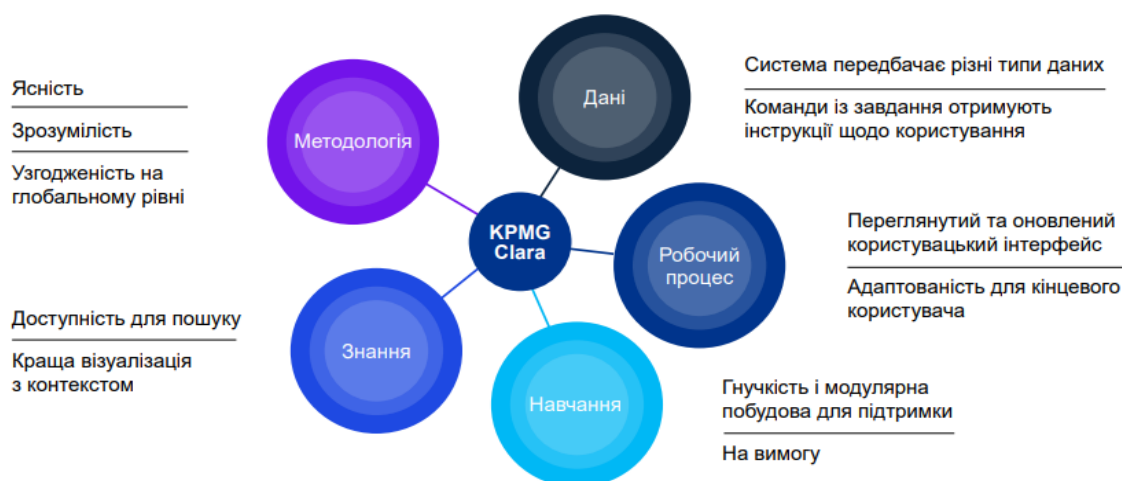 Ясність
Зрозумілість
Узгодженість на
глобальному рівні
Методологія
Дані
Система передбачає різні типи даних
Команди із завдання отримують
інструкції щодо користування
KPMG
Clara
Робочий
процес
Переглянутий та оновлений
користувацький інтерфейс
Адаптованість для кінцевого
користувача
Доступність для пошуку
Краща візуалізація
з контекстом
Знання
Навчання
Гнучкість і модулярна
побудова для підтримки
На вимогу